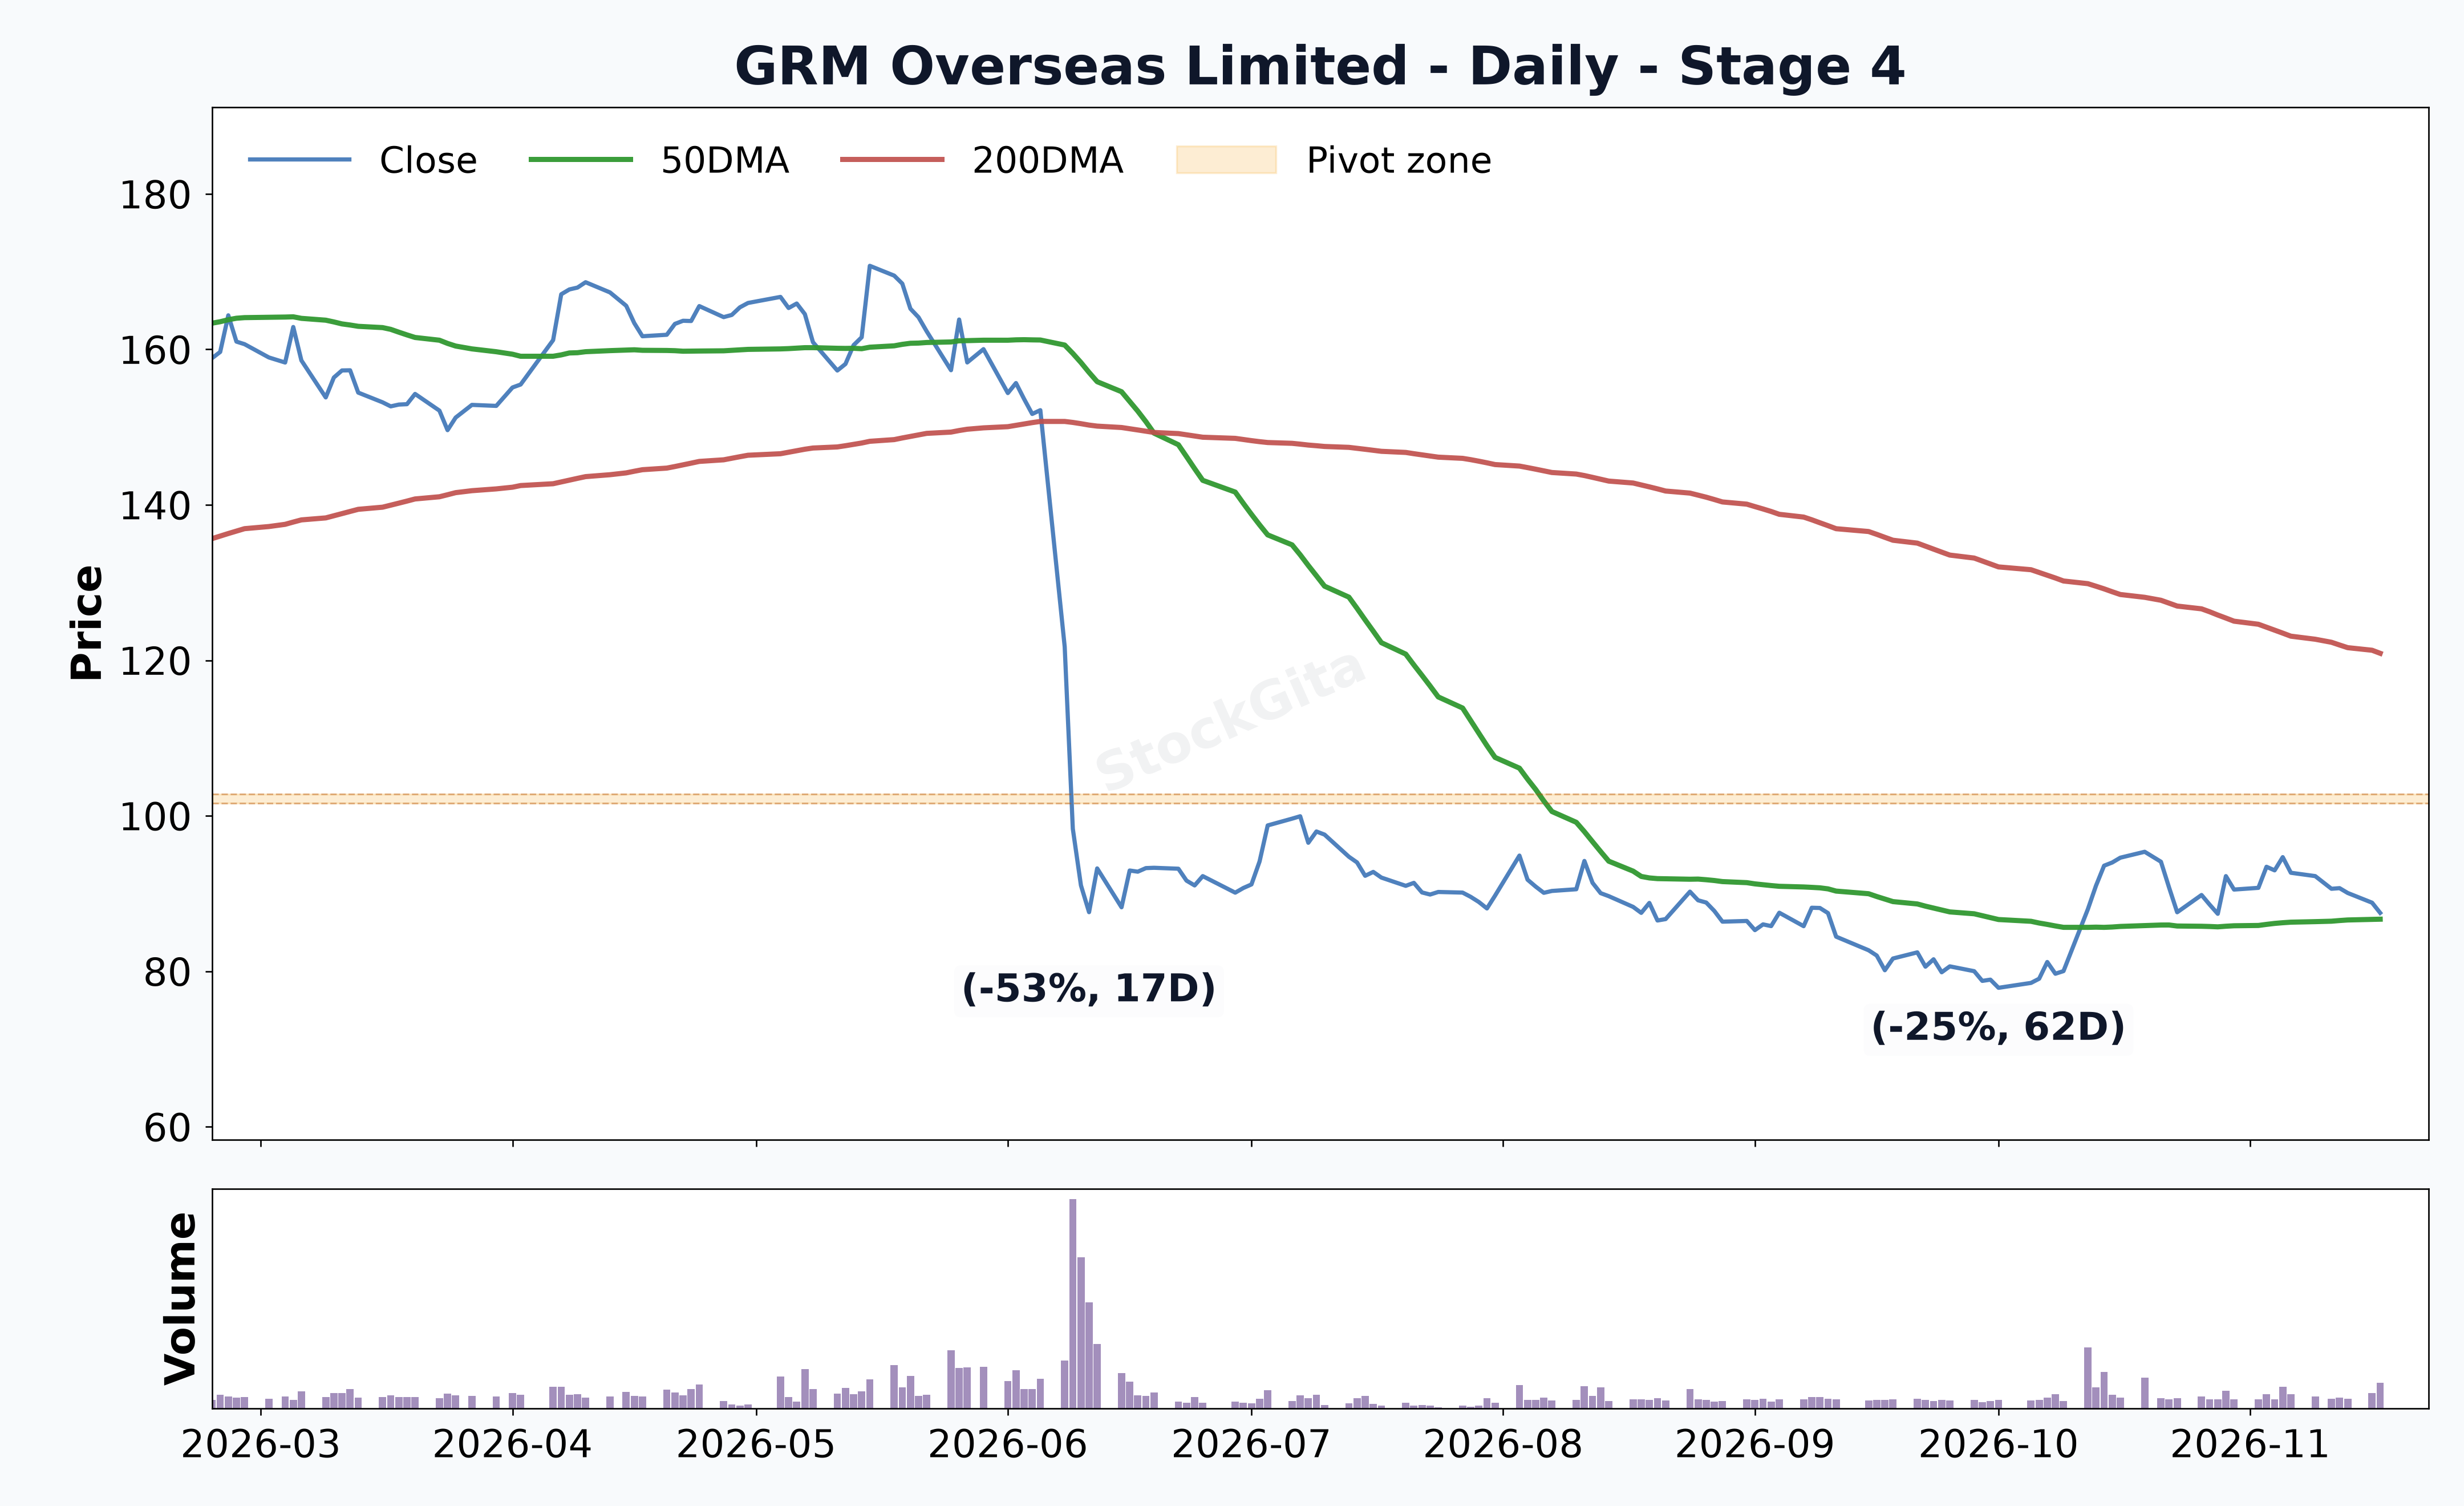 GRM Overseas Limited - Daily - Stage 4
Close 50DMA 200DMA Pivot zone
Price
180
160
140
120
100
80
60
StockGita
(-53%, 17D)
(-25%, 62D)
Volume
2026-03 2026-04 2026-05 2026-06 2026-07 2026-08 2026-09 2026-10 2026-11